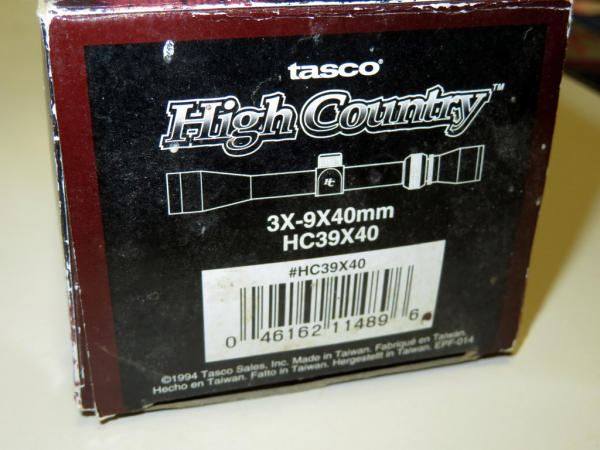 tasco®
High Country™
HC
3X-9X40mm
HC39X40
#HC39X40
0 46162 11489 6
©1994 Tasco Sales, Inc. Made in Taiwan. Fabriqué en Taiwan.
Hecho en Taiwan. Fatto in Taiwan. Hergestellt in Taiwan. EPF-014